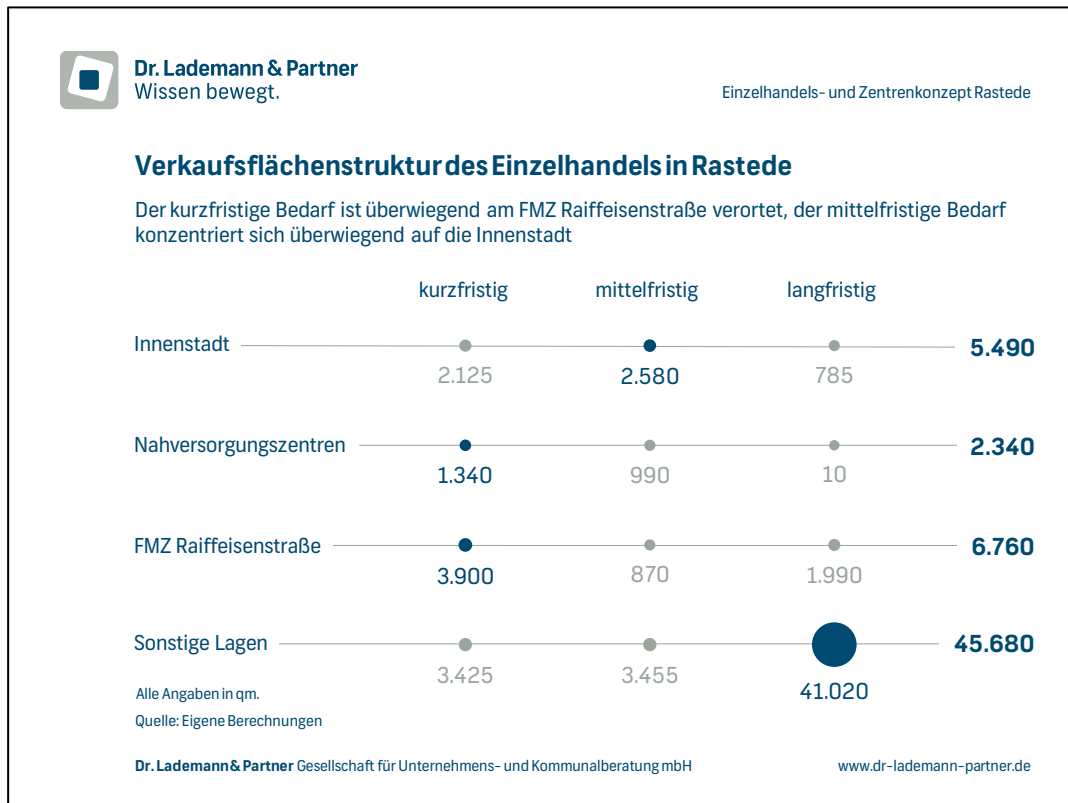 Dr. Lademann & Partner
Wissen bewegt.
Einzelhandels- und Zentrenkonzept Rastede
Verkaufsflächenstruktur des Einzelhandels in Rastede
Der kurzfristige Bedarf ist überwiegend am FMZ Raiffeisenstraße verortet, der mittelfristige Bedarf
konzentriert sich überwiegend auf die Innenstadt
kurzfristig mittelfristig langfristig
Innenstadt 5.490
2.125 2.580 785
Nahversorgungszentren 2.340
1.340 990 10
FMZ Raiffeisenstraße 6.760
3.900 870 1.990
Sonstige Lagen 45.680
3.425 3.455 41.020
Alle Angaben in qm.
Quelle: Eigene Berechnungen
Dr. Lademann & Partner Gesellschaft für Unternehmens- und Kommunalberatung mbH www.dr-lademann-partner.de